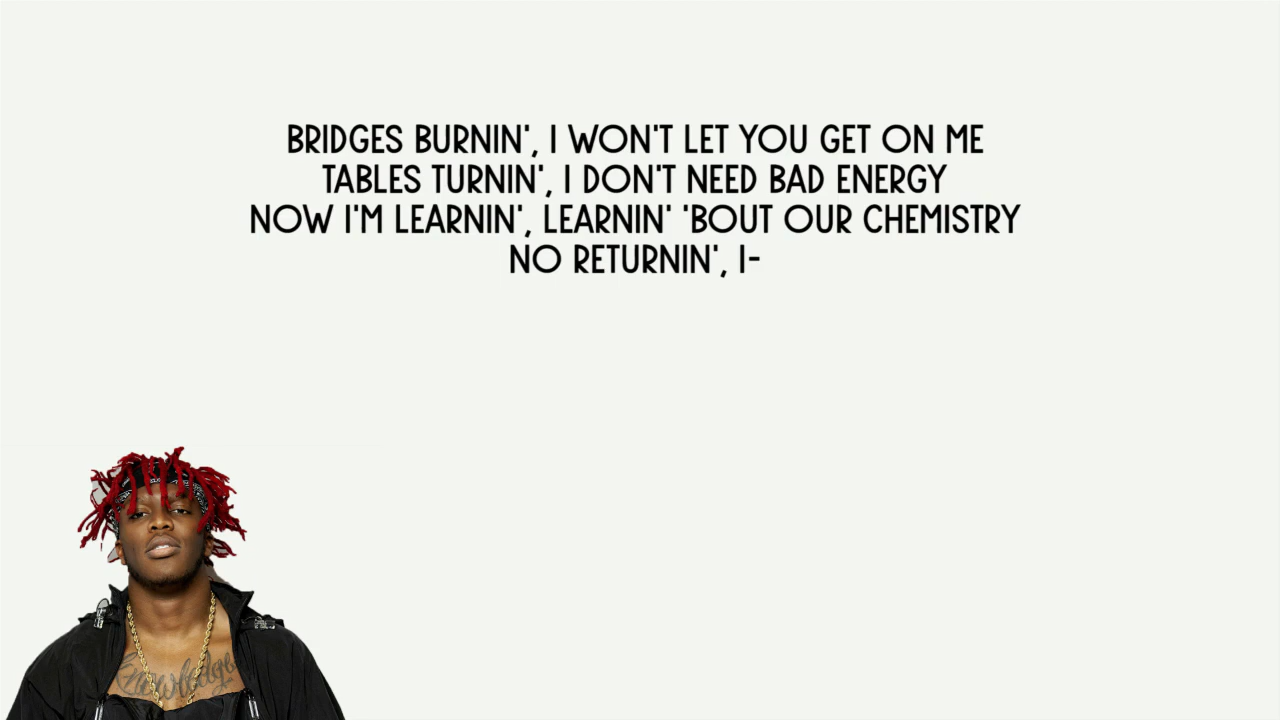 BRIDGES BURNIN', I WON'T LET YOU GET ON ME
TABLES TURNIN', I DON'T NEED BAD ENERGY
NOW I'M LEARNIN', LEARNIN' 'BOUT OUR CHEMISTRY
NO RETURNIN', I-
Knowledge